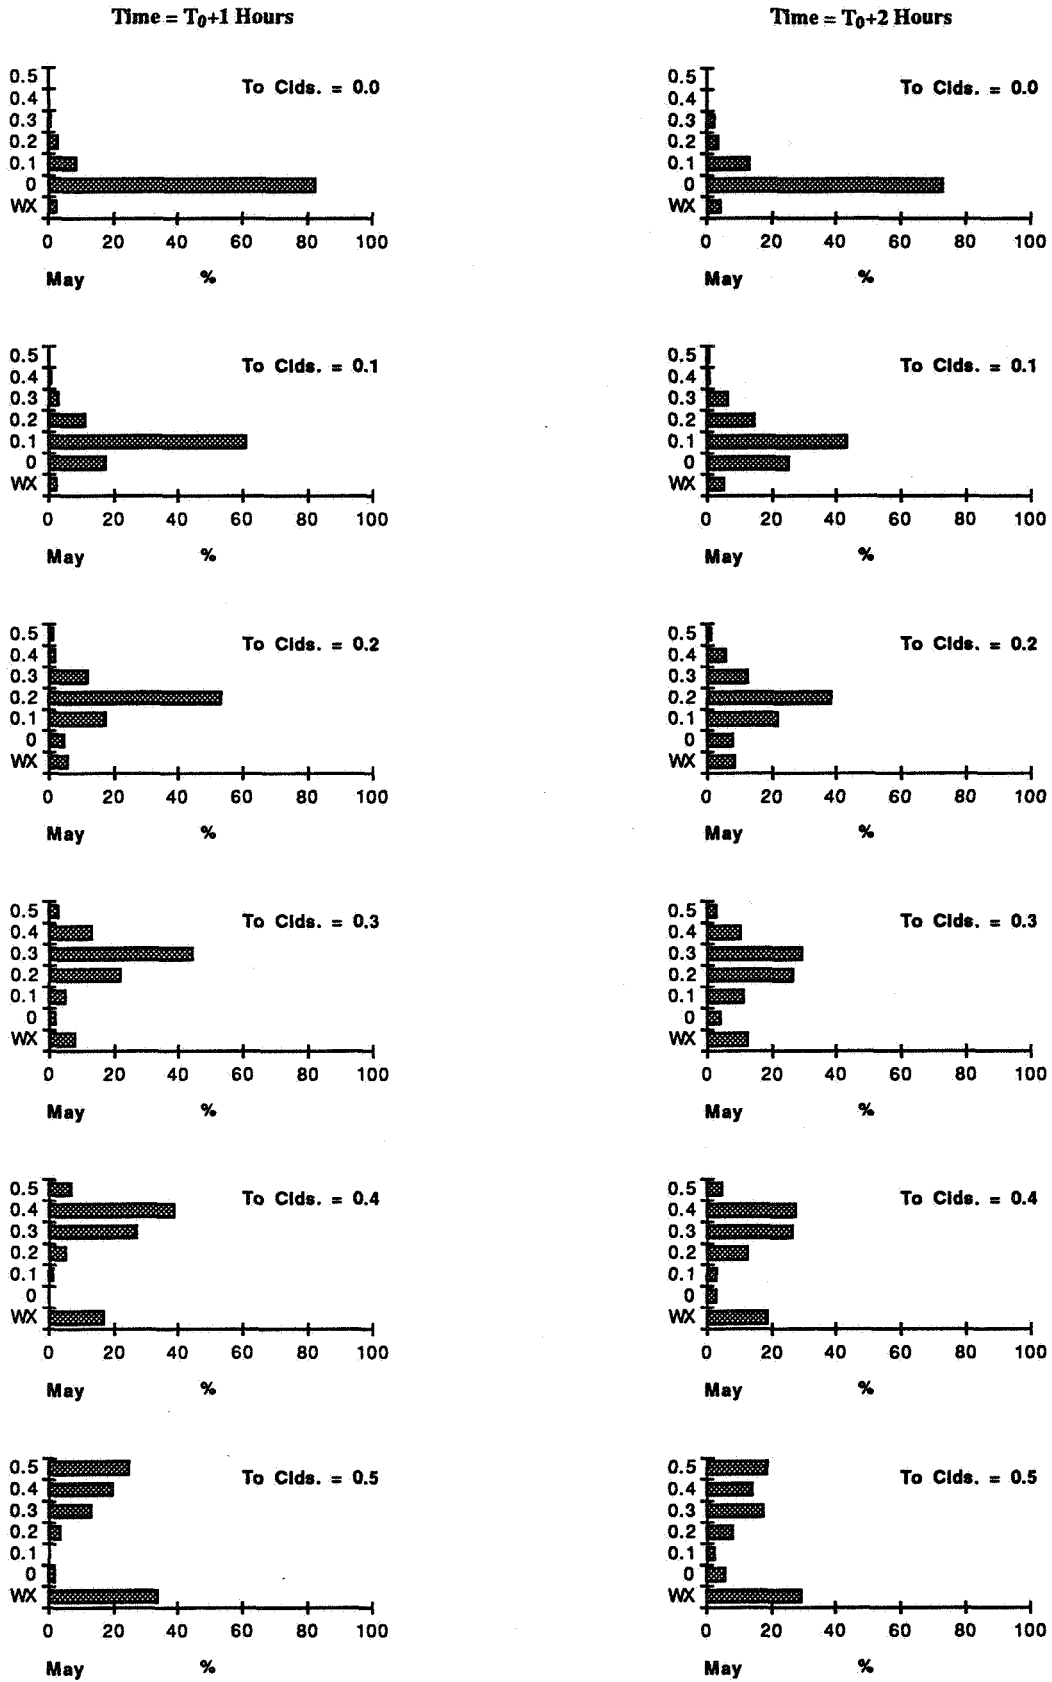 Time = T0+1 Hours
Time = T0+2 Hours
To Clds. = 0.0
0.5
0.4
0.3
0.2
0.1
0
WX
0 20 40 60 80 100
May %
To Clds. = 0.0
0.5
0.4
0.3
0.2
0.1
0
WX
0 20 40 60 80 100
May %
To Clds. = 0.1
0.5
0.4
0.3
0.2
0.1
0
WX
0 20 40 60 80 100
May %
To Clds. = 0.1
0.5
0.4
0.3
0.2
0.1
0
WX
0 20 40 60 80 100
May %
To Clds. = 0.2
0.5
0.4
0.3
0.2
0.1
0
WX
0 20 40 60 80 100
May %
To Clds. = 0.2
0.5
0.4
0.3
0.2
0.1
0
WX
0 20 40 60 80 100
May %
To Clds. = 0.3
0.5
0.4
0.3
0.2
0.1
0
WX
0 20 40 60 80 100
May %
To Clds. = 0.3
0.5
0.4
0.3
0.2
0.1
0
WX
0 20 40 60 80 100
May %
To Clds. = 0.4
0.5
0.4
0.3
0.2
0.1
0
WX
0 20 40 60 80 100
May %
To Clds. = 0.4
0.5
0.4
0.3
0.2
0.1
0
WX
0 20 40 60 80 100
May %
To Clds. = 0.5
0.5
0.4
0.3
0.2
0.1
0
WX
0 20 40 60 80 100
May %
To Clds. = 0.5
0.5
0.4
0.3
0.2
0.1
0
WX
0 20 40 60 80 100
May %